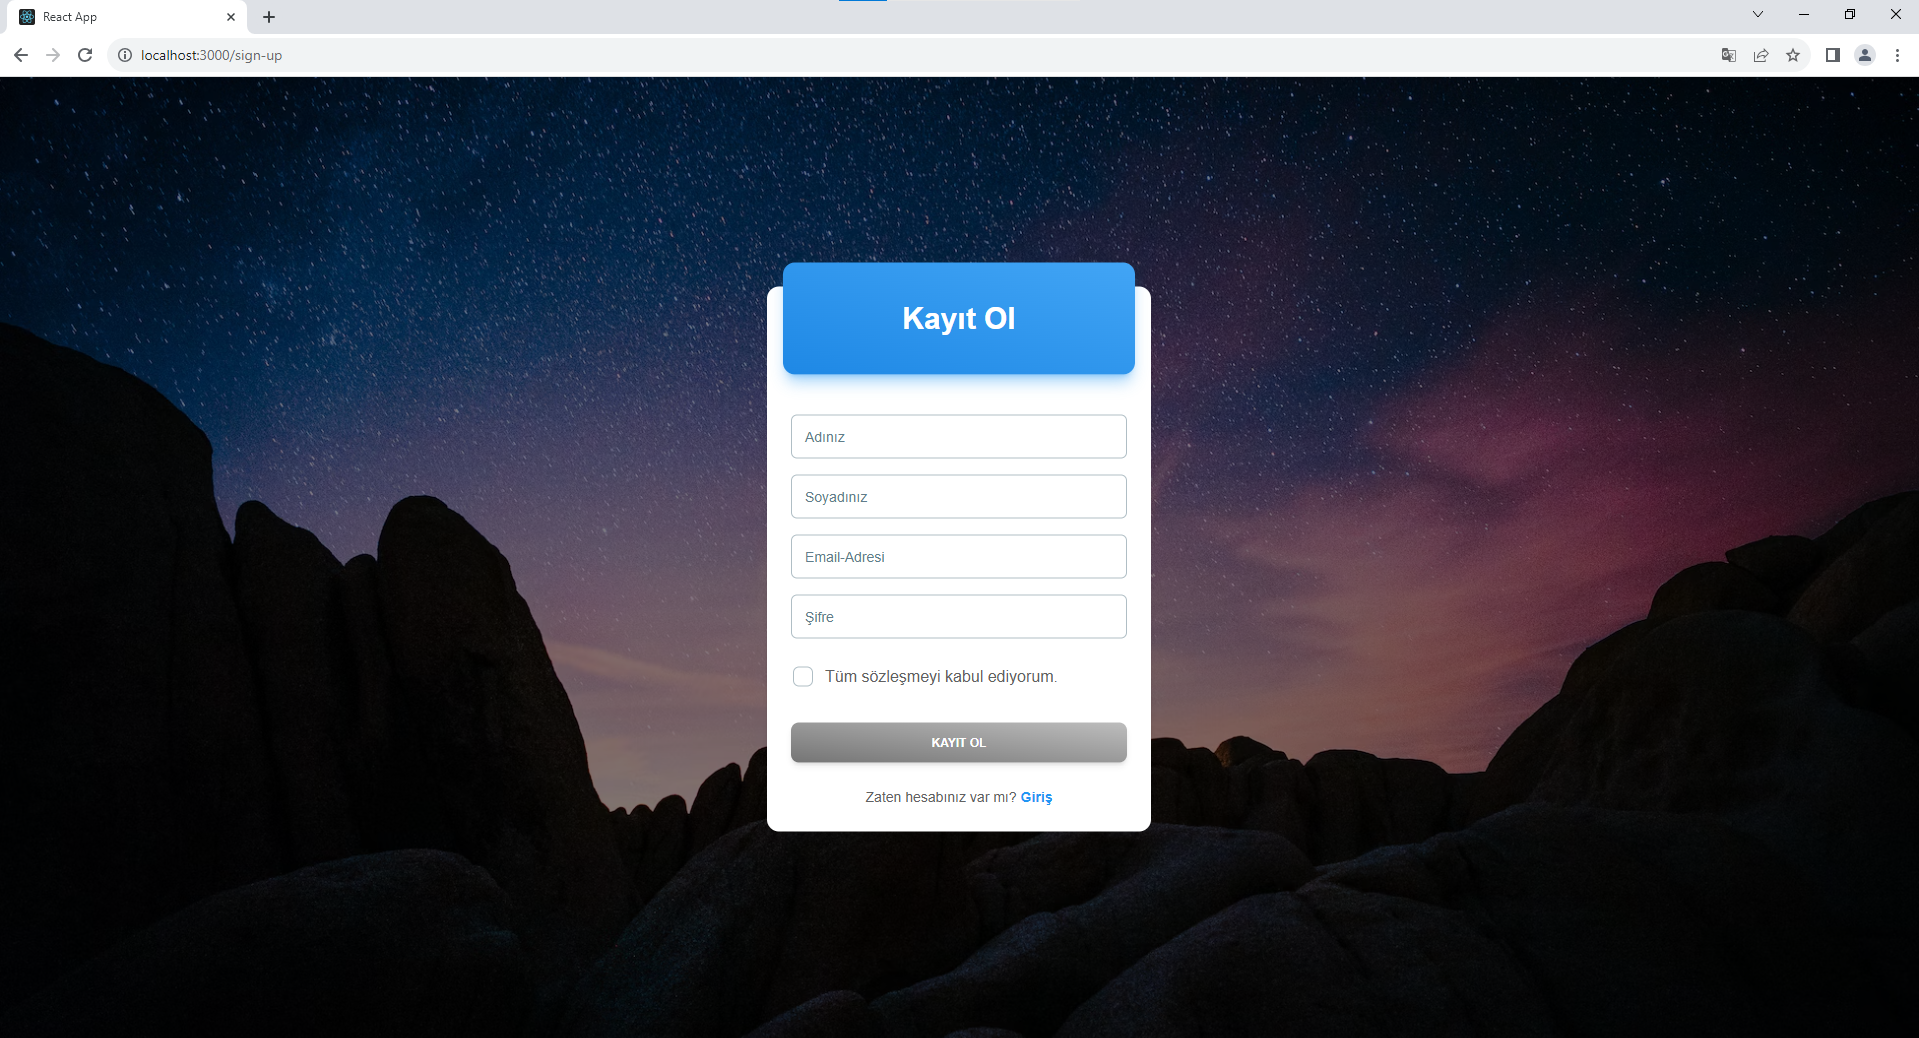 React App
localhost:3000/sign-up
Kayıt Ol
Adınız
Soyadınız
Email-Adresi
Şifre
Tüm sözleşmeyi kabul ediyorum.
KAYIT OL
Zaten hesabınız var mı? Giriş